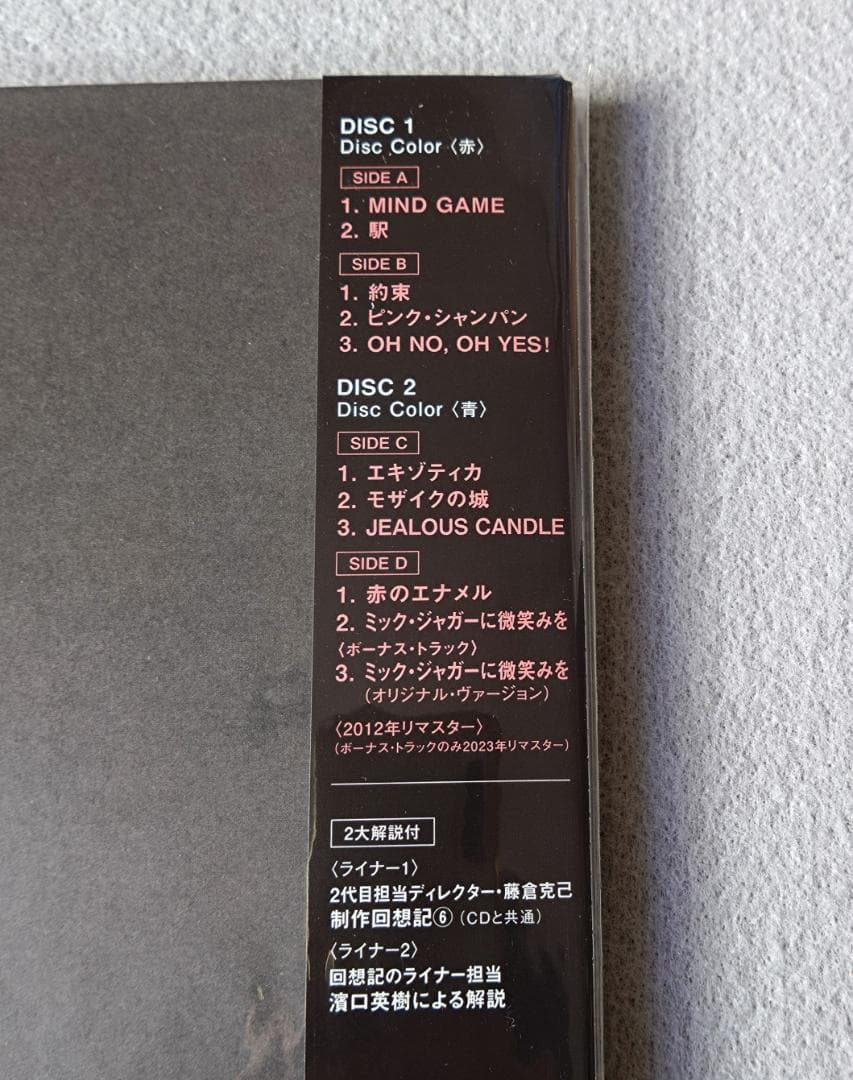 DISC 1
Disc Color〈赤〉
SIDE A
1. MIND GAME
2. 駅
SIDE B
1. 約束
2. ピンク・シャンパン
3. OH NO, OH YES!
DISC 2
Disc Color〈青〉
SIDE C
1. エキゾティカ
2. モザイクの城
3. JEALOUS CANDLE
SIDE D
1. 赤のエナメル
2. ミック・ジャガーに微笑みを
〈ボーナス・トラック〉
3. ミック・ジャガーに微笑みを
(オリジナル・ヴァージョン)
〈2012年リマスター〉
(ボーナス・トラックのみ2023年リマスター)
2大解説付
〈ライナー1〉
2代目担当ディレクター・藤倉克己
制作回想記⑥(CDと共通)
〈ライナー2〉
回想記のライナー担当
濱口英樹による解説